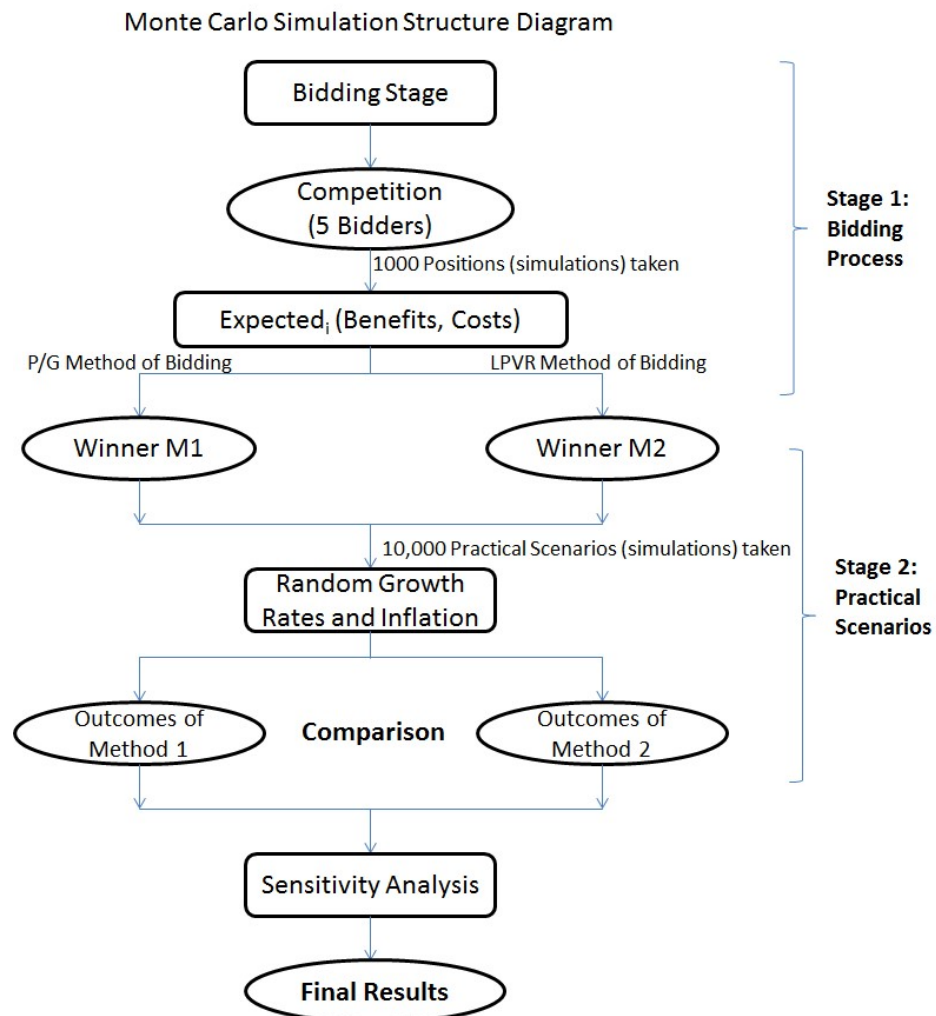 Monte Carlo Simulation Structure Diagram
Bidding Stage
Competition
(5 Bidders)
1000 Positions (simulations) taken
Expectedᵢ (Benefits, Costs)
P/G Method of Bidding
LPVR Method of Bidding
Stage 1:
Bidding
Process
Winner M1
Winner M2
10,000 Practical Scenarios (simulations) taken
Random Growth
Rates and Inflation
Stage 2:
Practical
Scenarios
Outcomes of
Method 1
Comparison
Outcomes of
Method 2
Sensitivity Analysis
Final Results